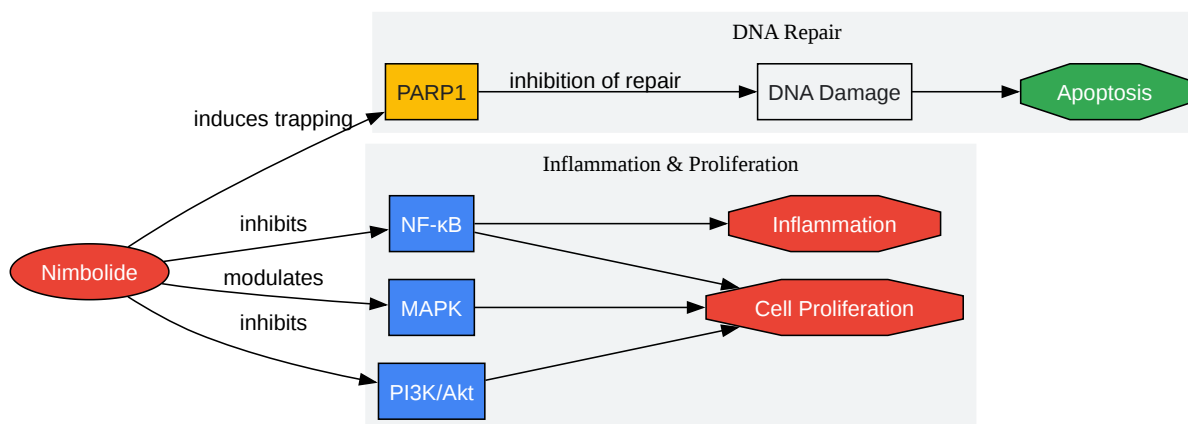 DNA Repair
PARP1
inhibition of repair
DNA Damage
Apoptosis
induces trapping
Inflammation & Proliferation
inhibits
NF-κB
Inflammation
Nimbolide
modulates
MAPK
Cell Proliferation
inhibits
PI3K/Akt